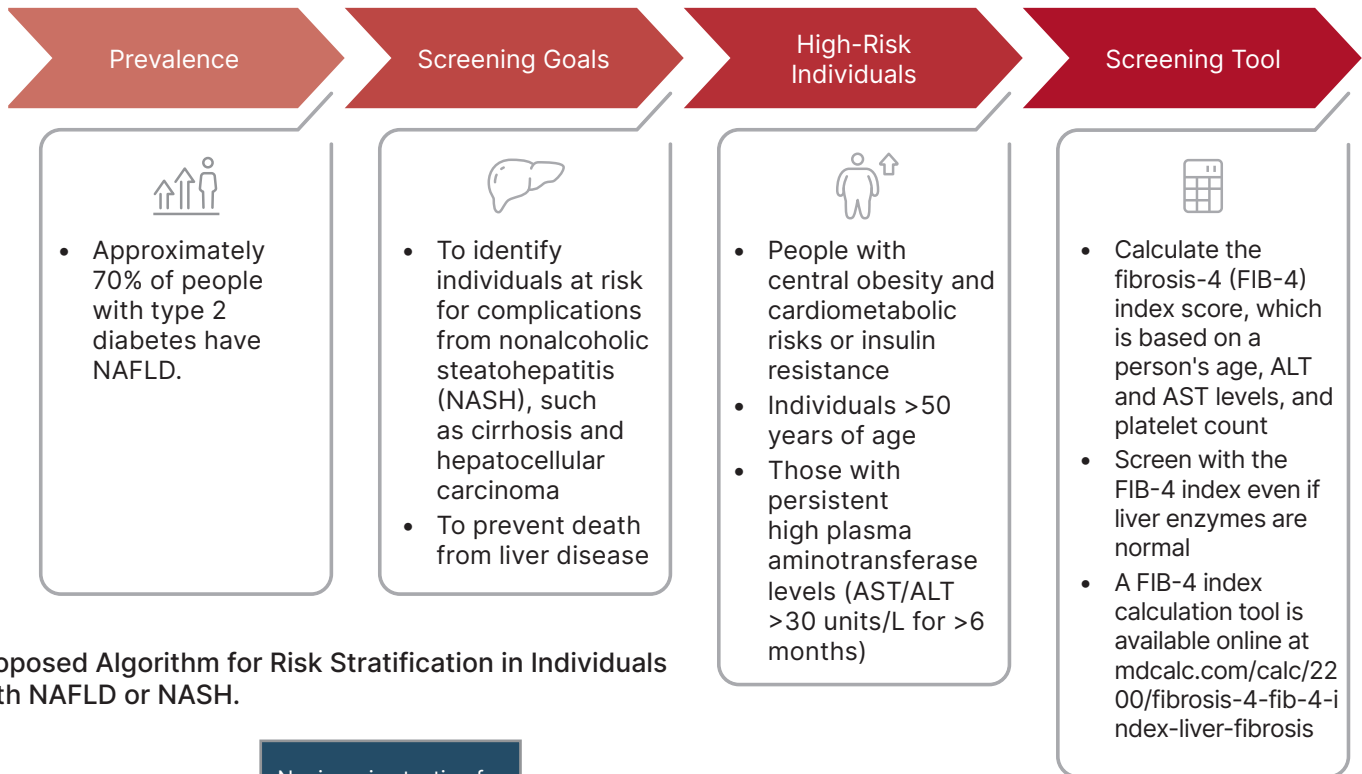 Prevalence
Screening Goals
High-Risk
Individuals
Screening Tool
• Approximately
70% of people
with type 2
diabetes have
NAFLD.
• To identify
individuals at risk
for complications
from nonalcoholic
steatohepatitis
(NASH), such
as cirrhosis and
hepatocellular
carcinoma
• To prevent death
from liver disease
• People with
central obesity and
cardiometabolic
risks or insulin
resistance
• Individuals >50
years of age
• Those with
persistent
high plasma
aminotransferase
levels (AST/ALT
>30 units/L for >6
months)
• Calculate the
fibrosis-4 (FIB-4)
index score, which
is based on a
person's age, ALT
and AST levels, and
platelet count
• Screen with the
FIB-4 index even if
liver enzymes are
normal
• A FIB-4 index
calculation tool is
available online at
mdcalc.com/calc/22
00/fibrosis-4-fib-4-i
ndex-liver-fibrosis
oposed Algorithm for Risk Stratification in Individuals
th NAFLD or NASH.